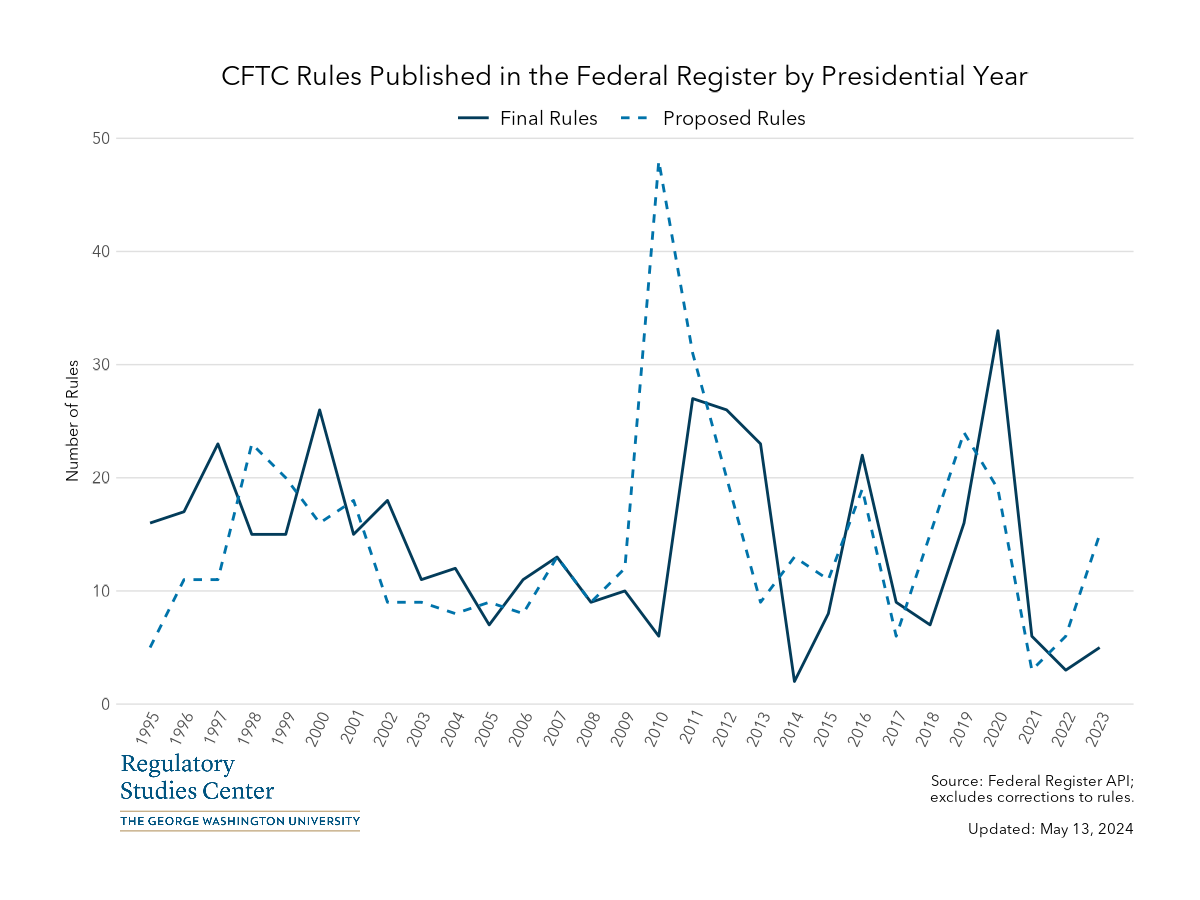 CFTC Rules Published in the Federal Register by Presidential Year
Final Rules Proposed Rules
Number of Rules
50
40
30
20
10
0
1995 1996 1997 1998 1999 2000 2001 2002 2003 2004 2005 2006 2007 2008 2009 2010 2011 2012 2013 2014 2015 2016 2017 2018 2019 2020 2021 2022 2023
Regulatory
Studies Center
THE GEORGE WASHINGTON UNIVERSITY
Source: Federal Register API;
excludes corrections to rules.
Updated: May 13, 2024